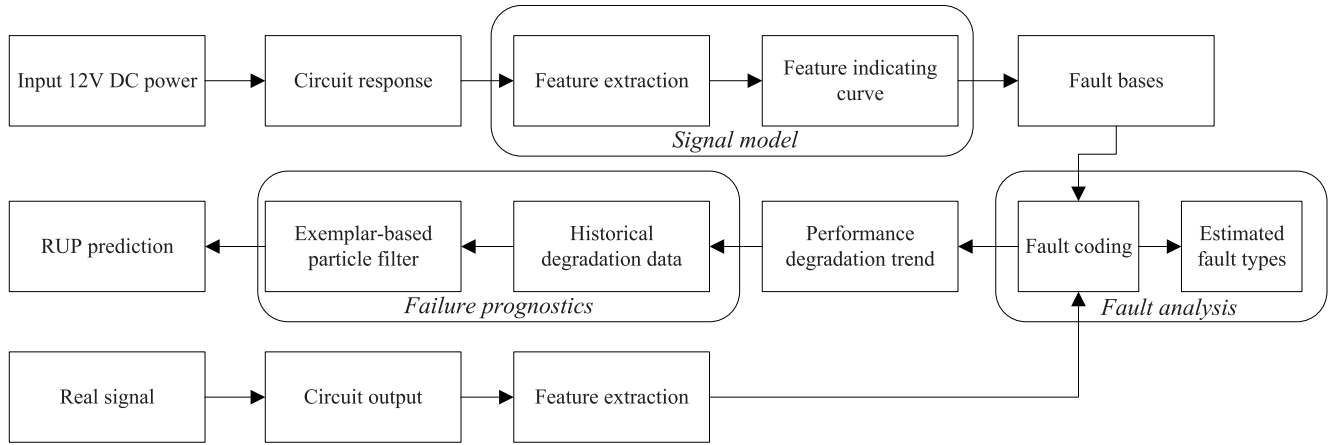 Input 12V DC power
Circuit response
Feature extraction
Feature indicating
curve
Fault bases
Signal model
RUP prediction
Exemplar-based
particle filter
Historical
degradation data
Performance
degradation trend
Fault coding
Estimated
fault types
Failure prognostics
Fault analysis
Real signal
Circuit output
Feature extraction